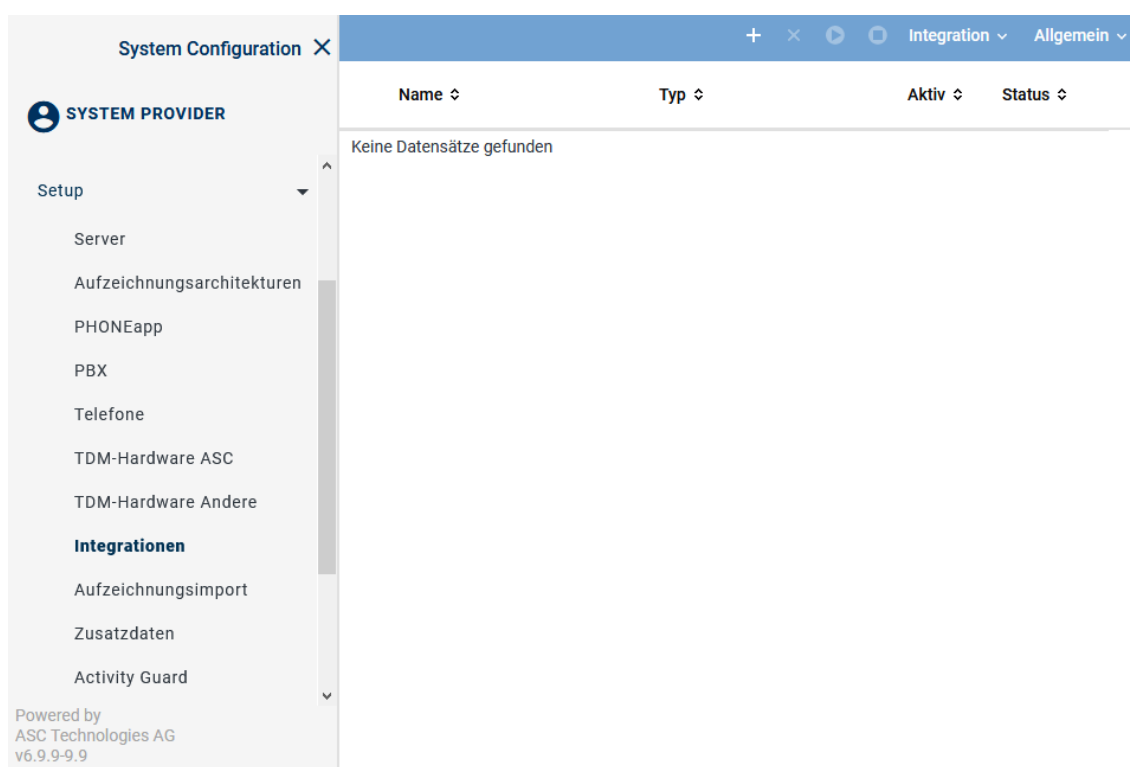 System Configuration
SYSTEM PROVIDER
Setup
Server
Aufzeichnungsarchitekturen
PHONEapp
PBX
Telefone
TDM-Hardware ASC
TDM-Hardware Andere
Integrationen
Aufzeichnungsimport
Zusatzdaten
Activity Guard
Powered by
ASC Technologies AG
v6.9.9-9.9
Integration Allgemein
Name Typ Aktiv Status
Keine Datensätze gefunden